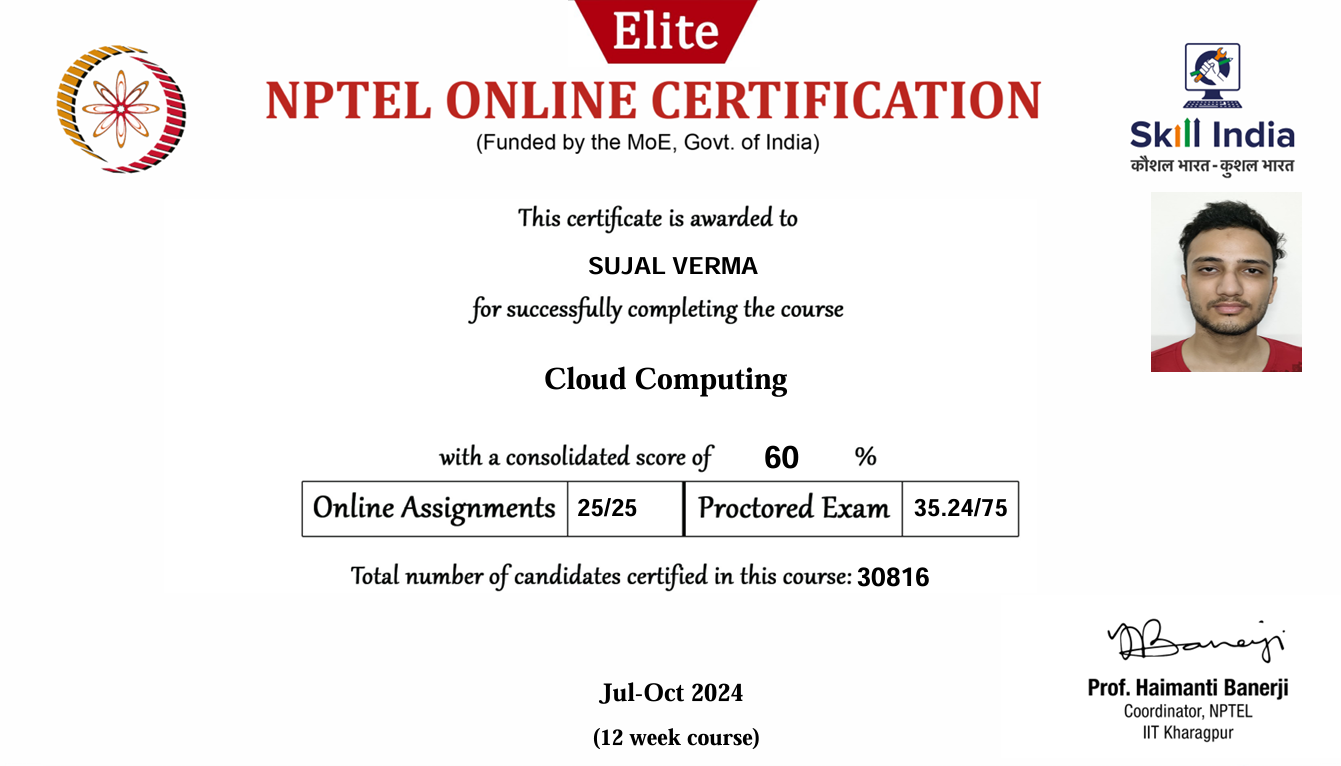 Elite
NPTEL ONLINE CERTIFICATION
(Funded by the MoE, Govt. of India)
Skill India
कौशल भारत - कुशल भारत
This certificate is awarded to
SUJAL VERMA
for successfully completing the course
Cloud Computing
with a consolidated score of 60 %
Online Assignments 25/25 Proctored Exam 35.24/75
Total number of candidates certified in this course: 30816
Banerji
Prof. Haimanti Banerji
Coordinator, NPTEL
IIT Kharagpur
Jul-Oct 2024
(12 week course)